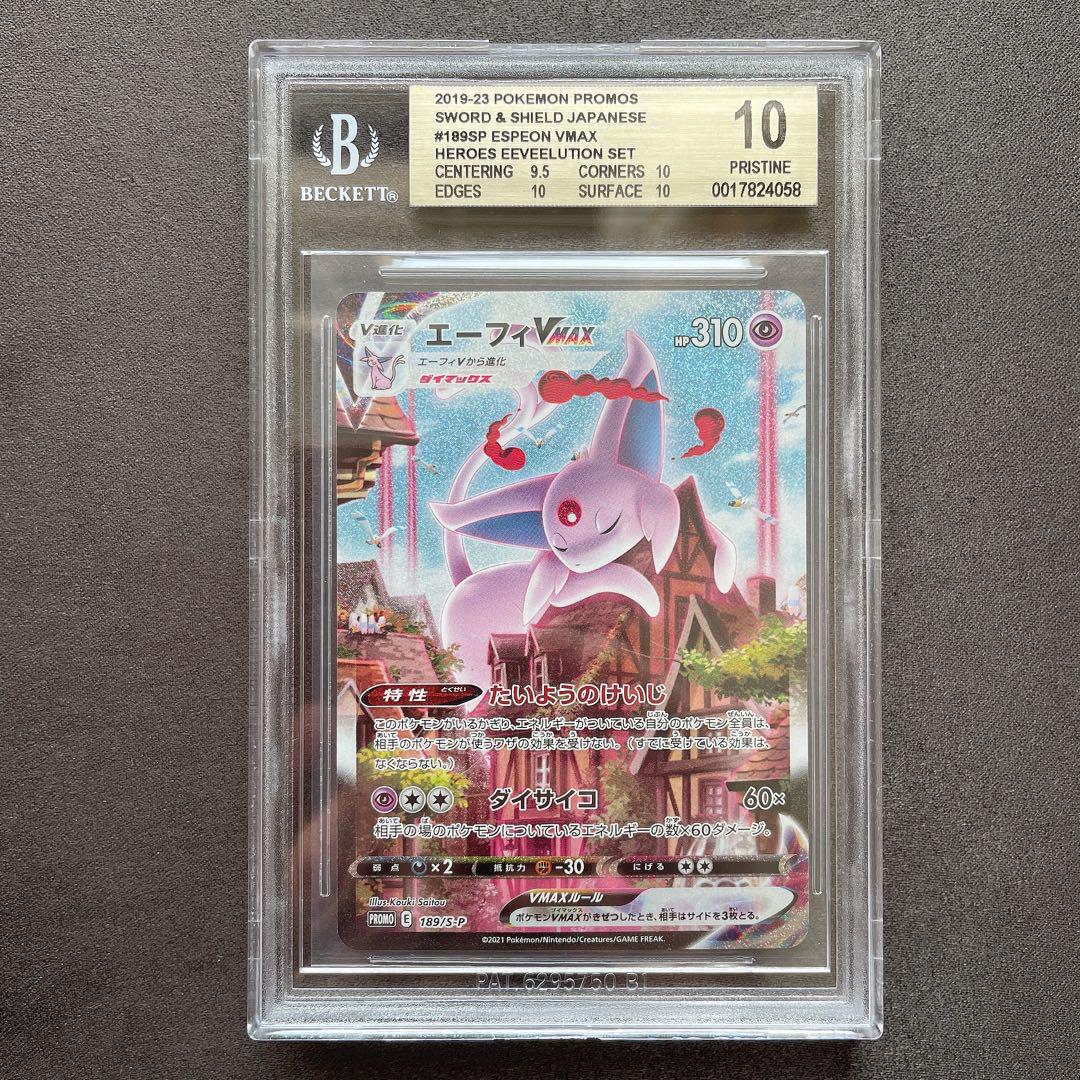 2019-23 POKEMON PROMOS
SWORD & SHIELD JAPANESE
#189SP ESPEON VMAX
HEROES EEVEELUTION SET
CENTERING 9.5 CORNERS 10
EDGES 10 SURFACE 10
10
PRISTINE
0017824058
B
BECKETT®
V進化
エーフィVMAX
HP310
エーフィVから進化
ダイマックス
特性 とくせい たいようのけいじ
このポケモンがいるかぎり、エネルギーがついている自分のポケモン全員は、
相手のポケモンが使うワザの効果を受けない。(すでに受けている効果は、
なくならない。)
ダイサイコ 60×
相手の場のポケモンについているエネルギーの数×60ダメージ。
弱点 ×2 抵抗力 -30 にげる
Illus.Kouki Saitou
VMAXルール
PROMO E 189/S-P
ポケモンVMAXがきぜつしたとき、相手はサイドを3枚とる。
©2021 Pokémon/Nintendo/Creatures/GAME FREAK.
PAT. 6295750 B1